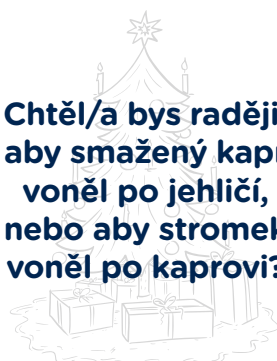 Chtěl/a bys raději
aby smažený kapr
voněl po jehličí,
nebo aby stromek
voněl po kaprovi?